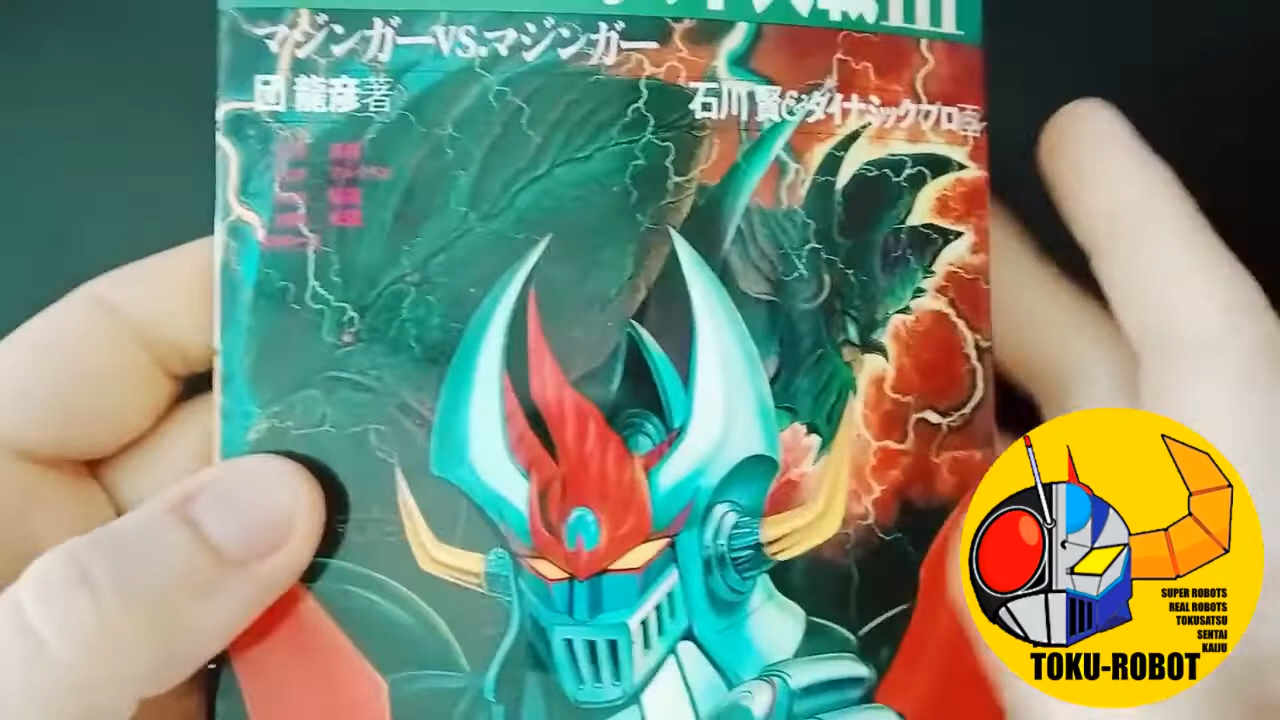 マジンガーVS.マジンガー
団 龍彦著
石川 賢&ダイナミックプロ画
SUPER ROBOTS
REAL ROBOTS
TOKUSATSU
SENTAI
KAIJU
TOKU-ROBOT